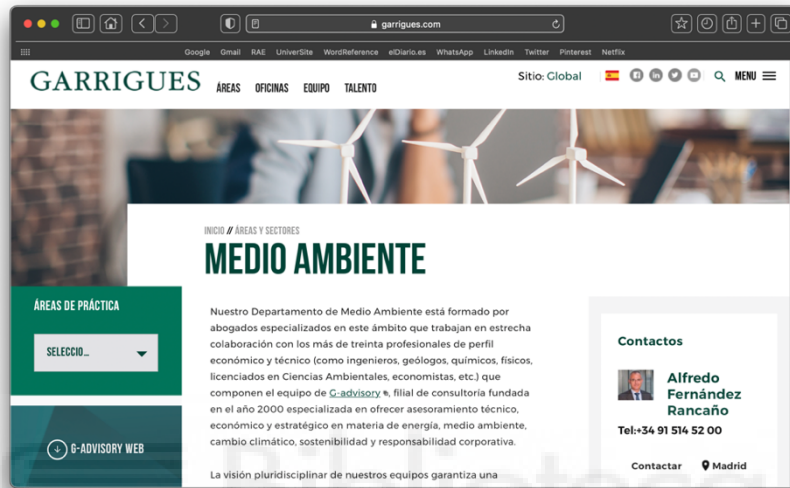 garrigues.com
Google Gmail RAE UniverSite WordReference elDiario.es WhatsApp LinkedIn Twitter Pinterest Netflix
GARRIGUES ÁREAS OFICINAS EQUIPO TALENTO Sitio: Global MENU
INICIO // ÁREAS Y SECTORES
MEDIO AMBIENTE
ÁREAS DE PRÁCTICA
SELECCIO...
G-ADVISORY WEB
Nuestro Departamento de Medio Ambiente está formado por
abogados especializados en este ámbito que trabajan en estrecha
colaboración con los más de treinta profesionales de perfil
económico y técnico (como ingenieros, geólogos, químicos, físicos,
licenciados en Ciencias Ambientales, economistas, etc.) que
componen el equipo de G-advisory, filial de consultoría fundada
en el año 2000 especializada en ofrecer asesoramiento técnico,
económico y estratégico en materia de energía, medio ambiente,
cambio climático, sostenibilidad y responsabilidad corporativa.
La visión pluridisciplinar de nuestros equipos garantiza una
Contactos
Alfredo
Fernández
Rancaño
Tel:+34 91 514 52 00
Contactar Madrid